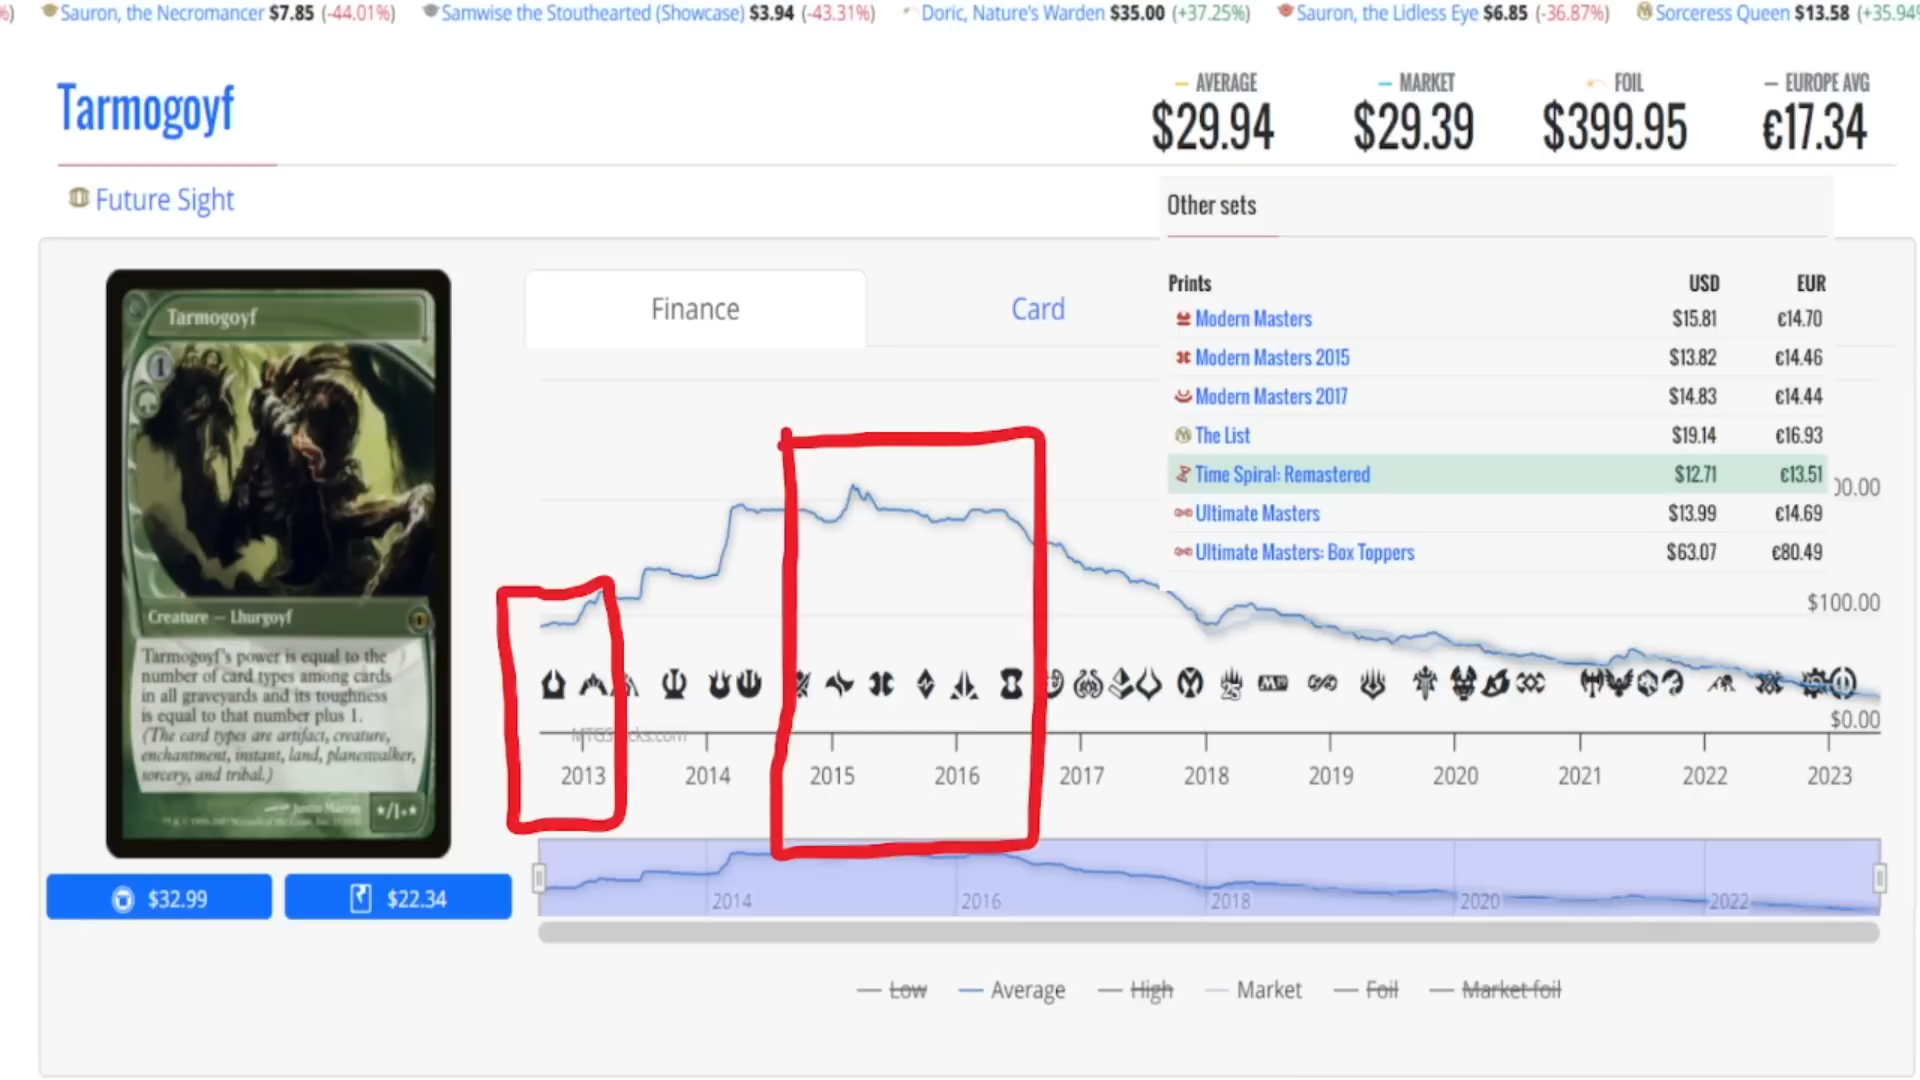 Sauron, the Necromancer $7.85 (-44.01%) Samwise the Stouthearted (Showcase) $3.94 (-43.31%) Doric, Nature's Warden $35.00 (+37.25%) Sauron, the Lidless Eye $6.85 (-36.87%) Sorceress Queen $13.58 (+35.94%
Tarmogoyf
AVERAGE MARKET FOIL EUROPE AVG
$29.94 $29.39 $399.95 €17.34
Future Sight
Other sets
Finance Card
Prints USD EUR
Modern Masters $15.81 €14.70
Modern Masters 2015 $13.82 €14.46
Modern Masters 2017 $14.83 €14.44
The List $19.14 €16.93
Time Spiral: Remastered $12.71 €13.51
Ultimate Masters $13.99 €14.69
Ultimate Masters: Box Toppers $63.07 €80.49
00.00
$100.00
$0.00
Tarmogoyf
1
Creature — Lhurgoyf
Tarmogoyf's power is equal to the
number of card types among cards
in all graveyards and its toughness
is equal to that number plus 1.
(The card types are artifact, creature,
enchantment, instant, land, planeswalker,
sorcery, and tribal.)
*/1+*
2013 2014 2015 2016 2017 2018 2019 2020 2021 2022 2023
2014 2016 2018 2020 2022
$32.99 $22.34
Low Average High Market Foil Market foil